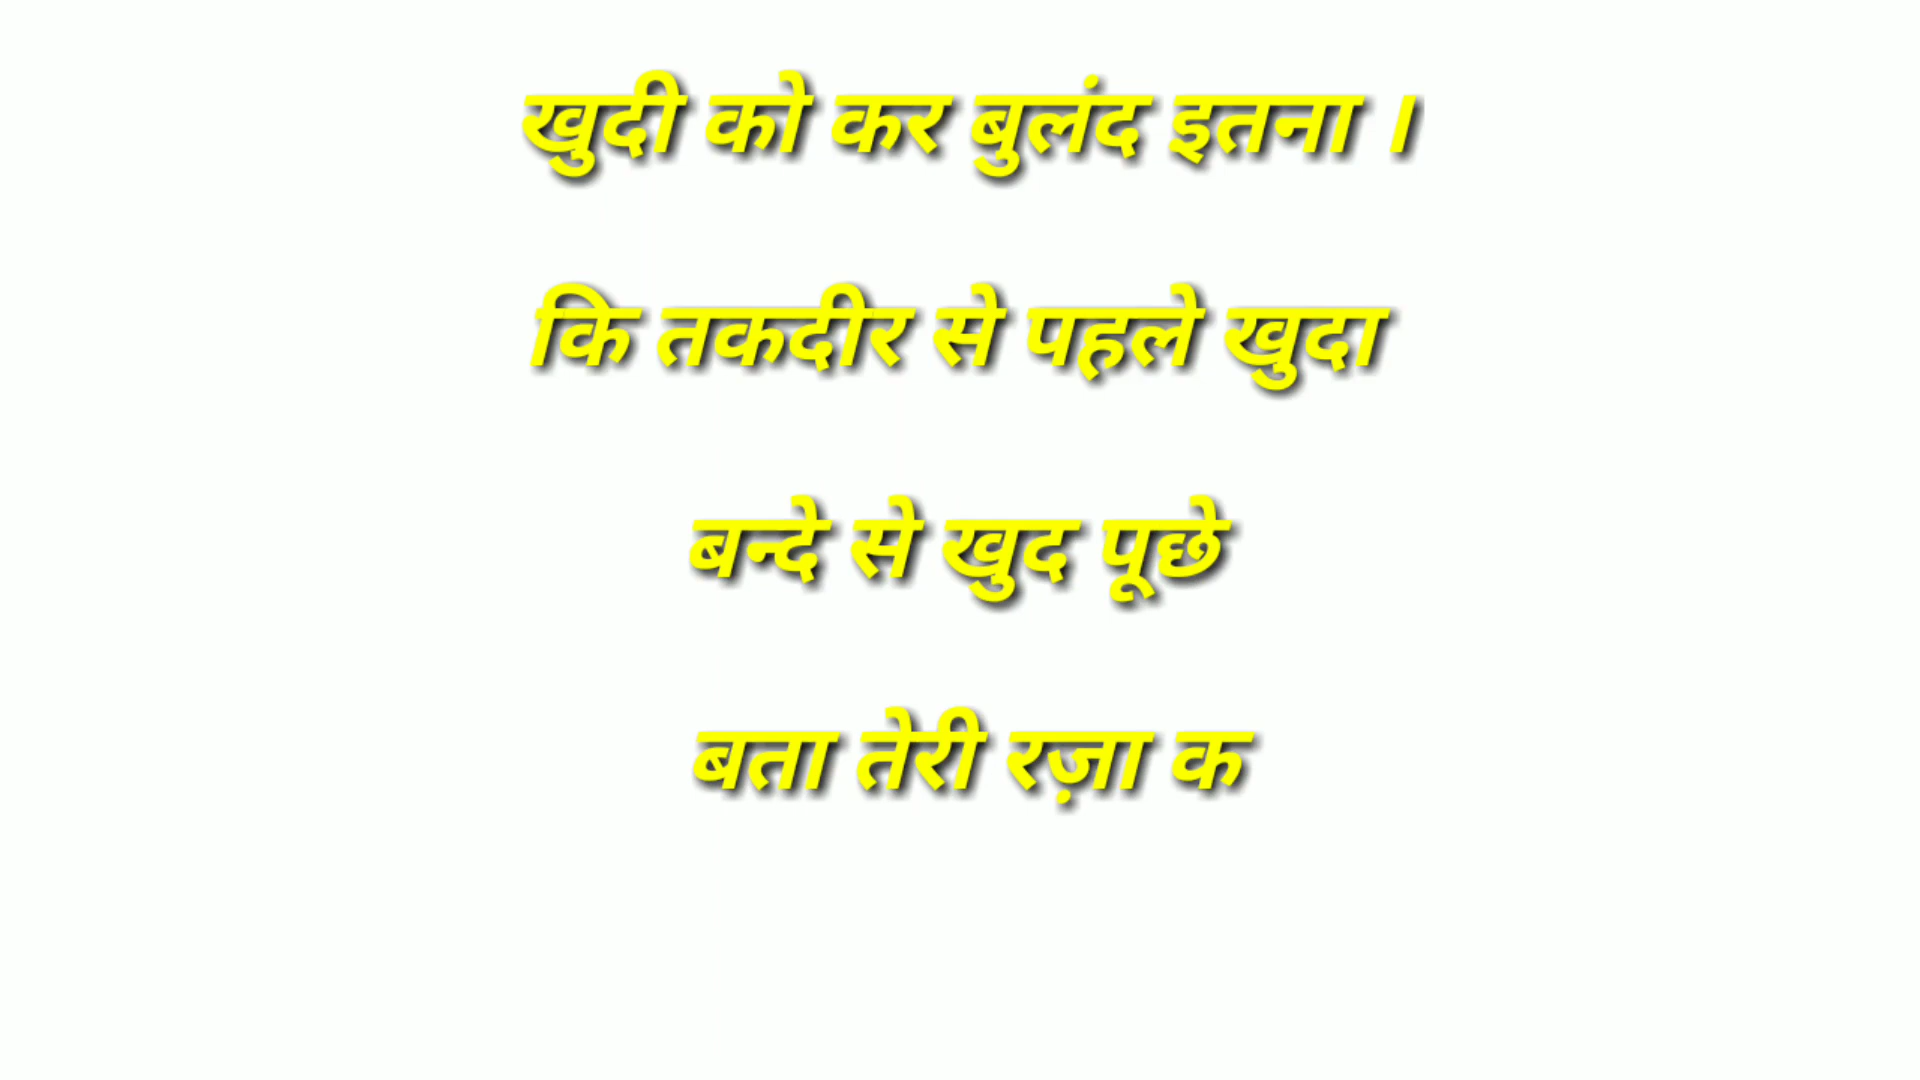 खुदी को कर बुलंद इतना ।
कि तकदीर से पहले खुदा
बन्दे से खुद पूछे
बता तेरी रज़ा क